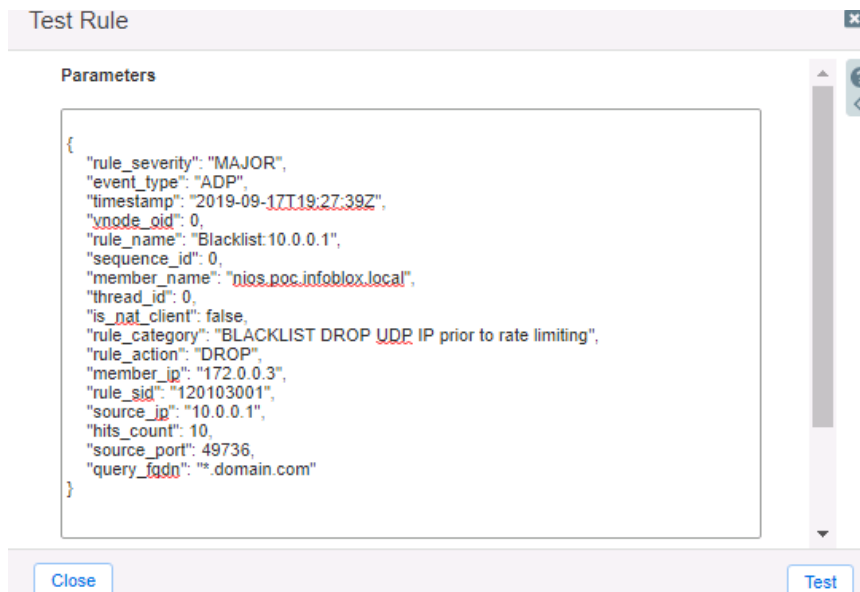 Test Rule
Parameters
{
"rule_severity": "MAJOR",
"event_type": "ADP",
"timestamp": "2019-09-17T19:27:39Z",
"vnode_oid": 0,
"rule_name": "Blacklist:10.0.0.1",
"sequence_id": 0,
"member_name": "nios.poc.infoblox.local",
"thread_id": 0,
"is_nat_client": false,
"rule_category": "BLACKLIST DROP UDP IP prior to rate limiting",
"rule_action": "DROP",
"member_ip": "172.0.0.3",
"rule_sid": "120103001",
"source_ip": "10.0.0.1",
"hits_count": 10,
"source_port": 49736,
"query_fqdn": "*.domain.com"
}
Close
Test